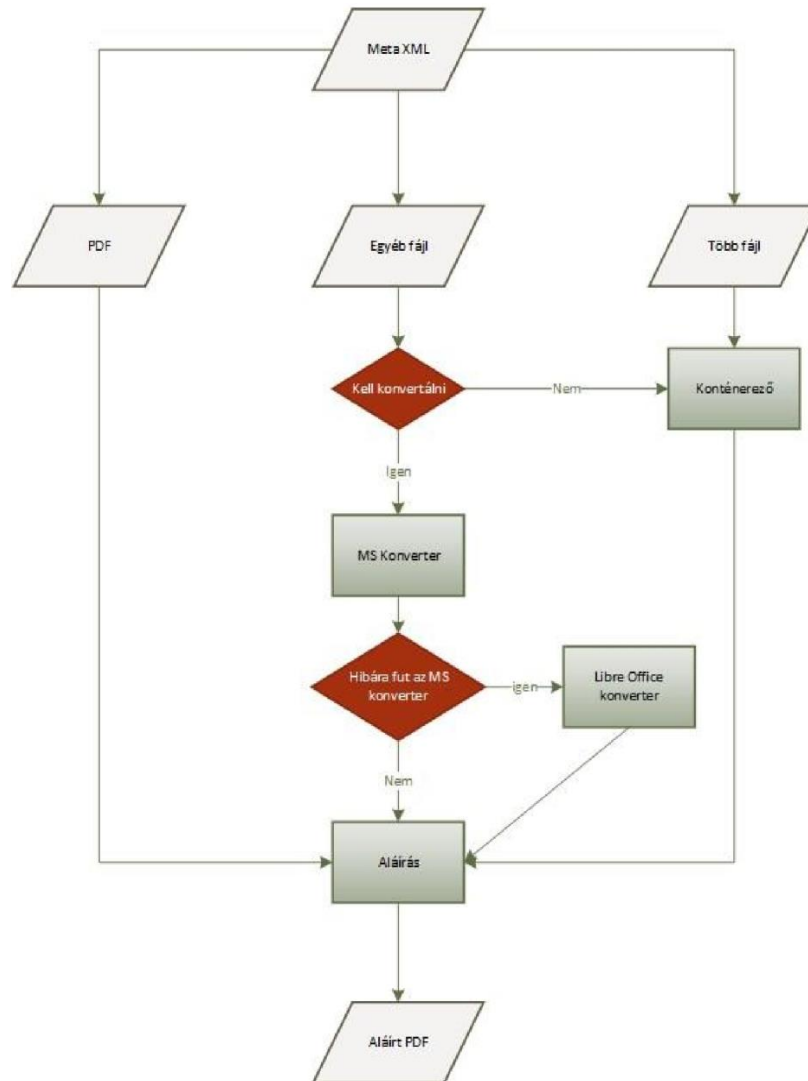 Meta XML
PDF
Egyéb fájl
Több fájl
Kell konvertálni
Nem
Konténerező
Igen
MS Konverter
Hibára fut az MS
konverter
igen
Libre Office
konverter
Nem
Aláírás
Aláírt PDF